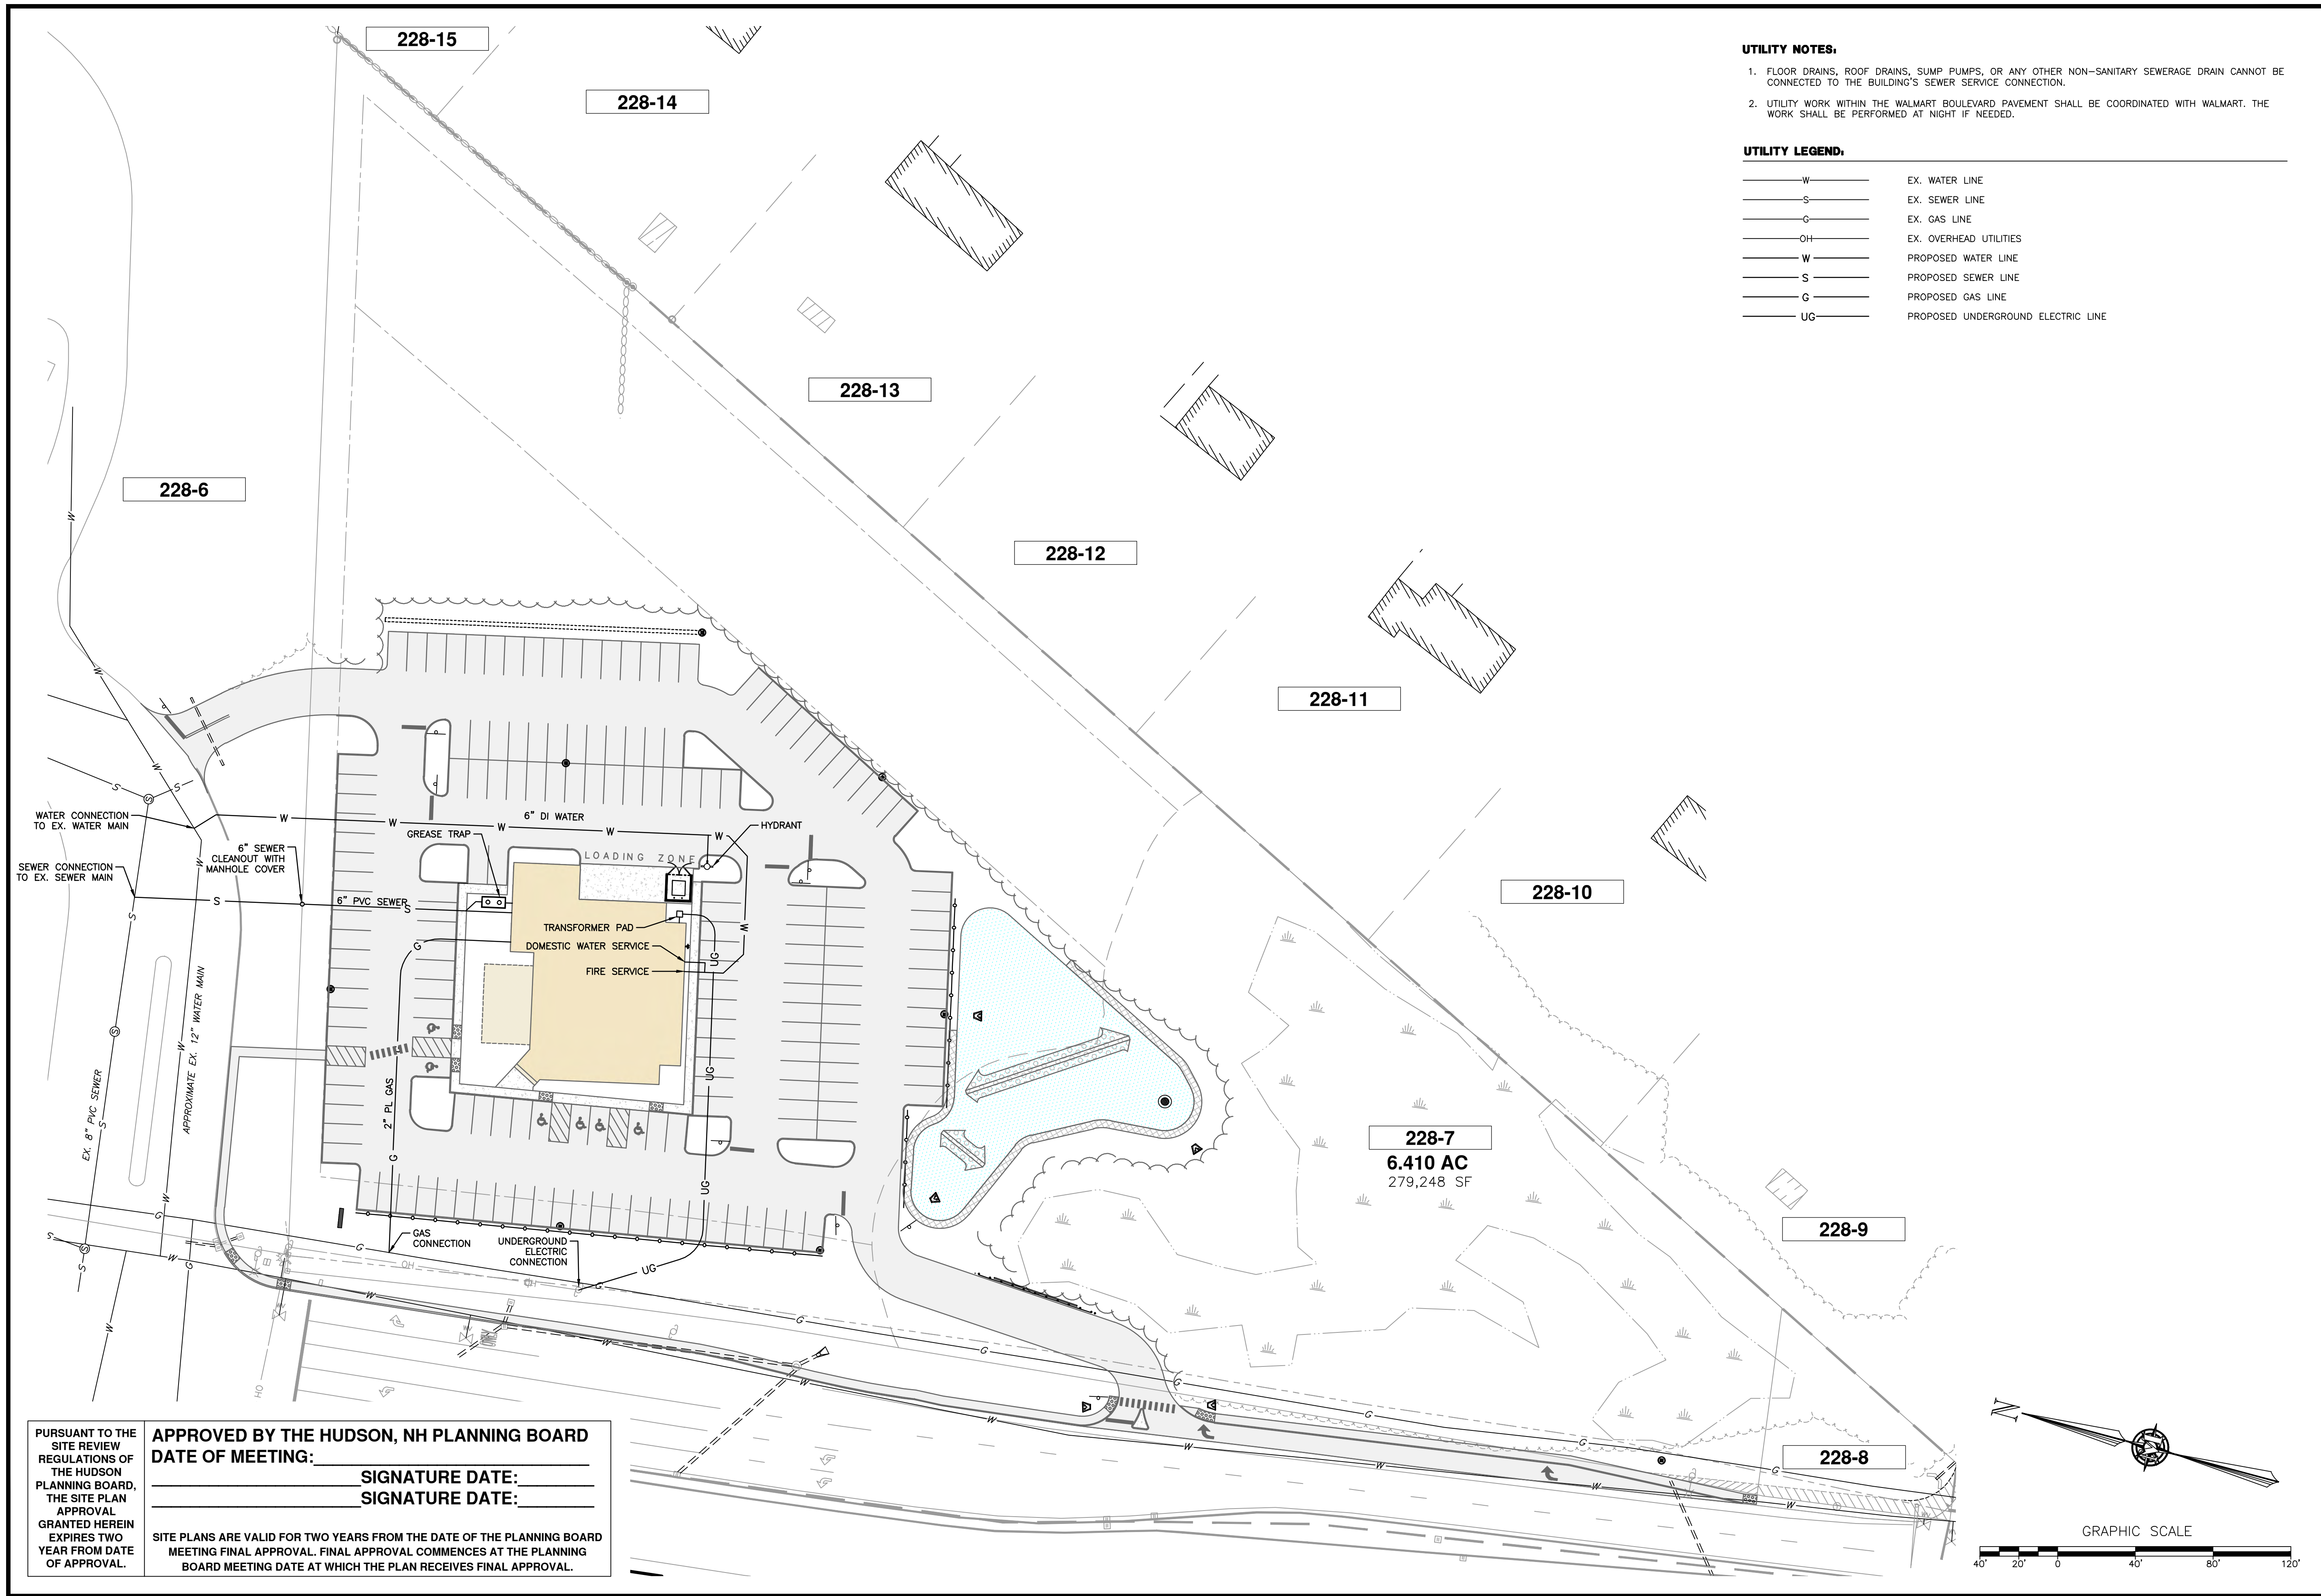 228-15
228-14
228-13
228-6
228-12
228-11
228-10
228-7
6.410 AC
279,248 SF
228-9
228-8
UTILITY NOTES:
1. FLOOR DRAINS, ROOF DRAINS, SUMP PUMPS, OR ANY OTHER NON-SANITARY SEWERAGE DRAIN CANNOT BE
CONNECTED TO THE BUILDING'S SEWER SERVICE CONNECTION.
2. UTILITY WORK WITHIN THE WALMART BOULEVARD PAVEMENT SHALL BE COORDINATED WITH WALMART. THE
WORK SHALL BE PERFORMED AT NIGHT IF NEEDED.
UTILITY LEGEND:
W EX. WATER LINE
S EX. SEWER LINE
G EX. GAS LINE
OH EX. OVERHEAD UTILITIES
W PROPOSED WATER LINE
S PROPOSED SEWER LINE
G PROPOSED GAS LINE
UG PROPOSED UNDERGROUND ELECTRIC LINE
WATER CONNECTION
TO EX. WATER MAIN
SEWER CONNECTION
TO EX. SEWER MAIN
6" SEWER
CLEANOUT WITH
MANHOLE COVER
GREASE TRAP
6" DI WATER
HYDRANT
LOADING ZONE
6" PVC SEWER
TRANSFORMER PAD
DOMESTIC WATER SERVICE
FIRE SERVICE
EX. 8" PVC SEWER
APPROXIMATE EX. 12" WATER MAIN
2" PL GAS
GAS
CONNECTION
UNDERGROUND
ELECTRIC
CONNECTION
W
W
W
W
W
W
W
W
W
W
S
S
S
S
G
G
G
G
G
G
UG
UG
UG
UG
OH
OH
N
PURSUANT TO THE
SITE REVIEW
REGULATIONS OF
THE HUDSON
PLANNING BOARD,
THE SITE PLAN
APPROVAL
GRANTED HEREIN
EXPIRES TWO
YEAR FROM DATE
OF APPROVAL.
APPROVED BY THE HUDSON, NH PLANNING BOARD
DATE OF MEETING:
SIGNATURE DATE:
SIGNATURE DATE:
SITE PLANS ARE VALID FOR TWO YEARS FROM THE DATE OF THE PLANNING BOARD
MEETING FINAL APPROVAL. FINAL APPROVAL COMMENCES AT THE PLANNING
BOARD MEETING DATE AT WHICH THE PLAN RECEIVES FINAL APPROVAL.
GRAPHIC SCALE
40' 20' 0 40' 80' 120'